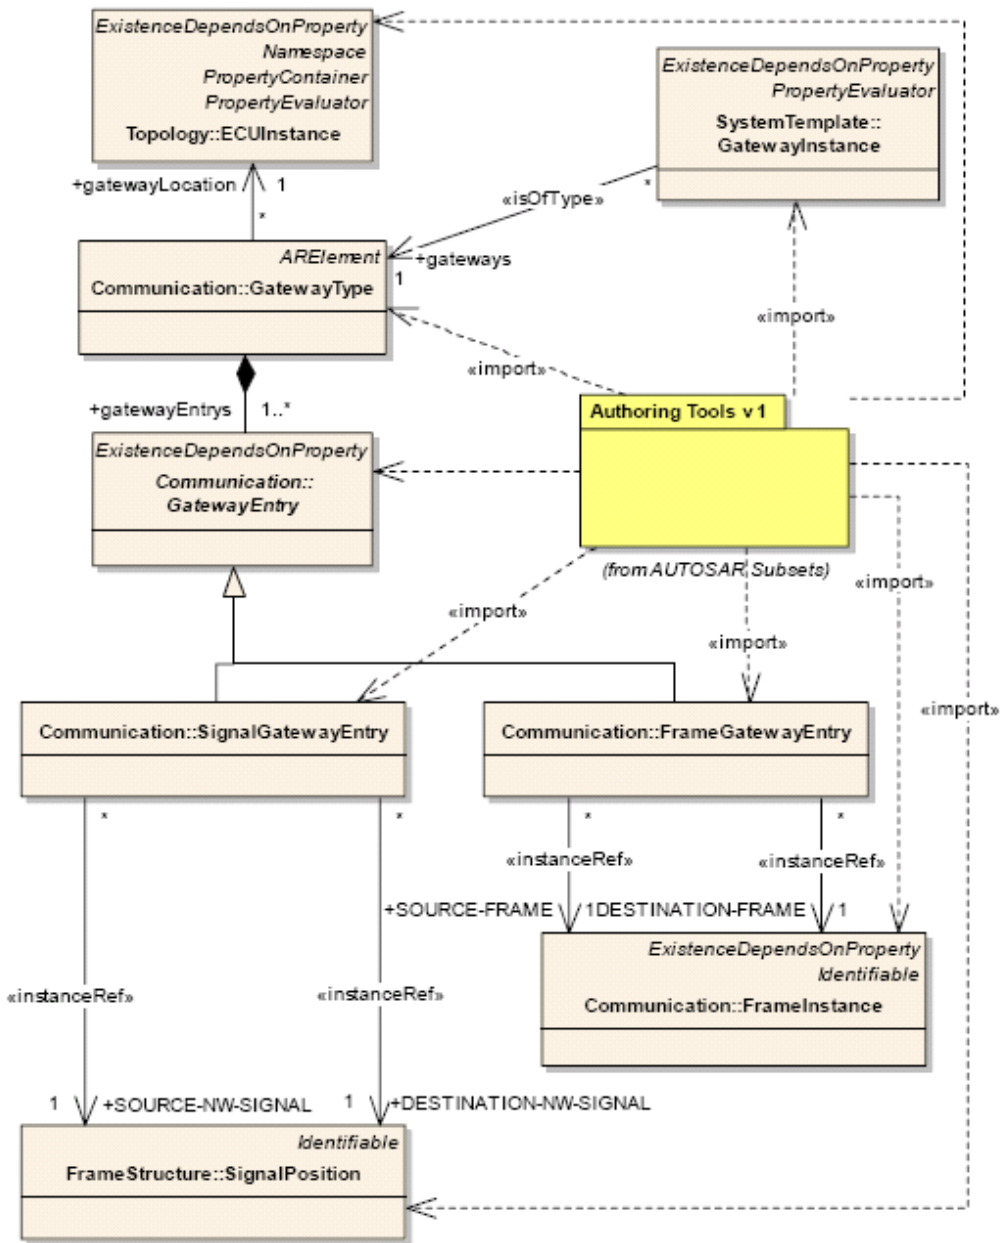 ExistenceDependsOnProperty
Namespace
PropertyContainer
PropertyEvaluator
Topology::ECUInstance
ExistenceDependsOnProperty
PropertyEvaluator
SystemTemplate::
GatewayInstance
+gatewayLocation 1
*
*
«isOfType»
ARElement
Communication::GatewayType
+gateways
1
«import»
«import»
+gatewayEntrys 1..*
Authoring Tools v1
ExistenceDependsOnProperty
Communication::
GatewayEntry
(from AUTOSAR Subsets)
«import»
«import»
«import»
«import»
Communication::SignalGatewayEntry
Communication::FrameGatewayEntry
* * * *
«instanceRef» «instanceRef»
+SOURCE-FRAME 1 DESTINATION-FRAME 1
ExistenceDependsOnProperty
Identifiable
Communication::FrameInstance
«instanceRef» «instanceRef»
1 +SOURCE-NW-SIGNAL 1 +DESTINATION-NW-SIGNAL
Identifiable
FrameStructure::SignalPosition